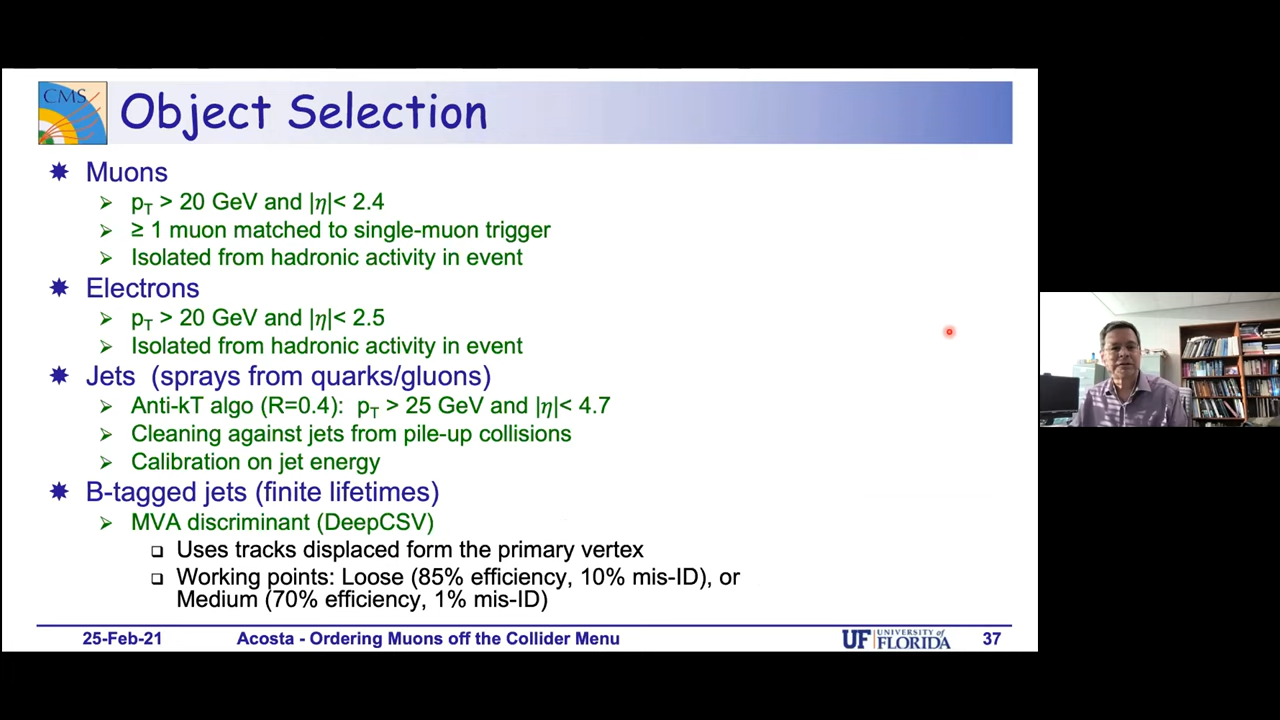 CMS
Object Selection
Muons
pT > 20 GeV and |η|< 2.4
≥ 1 muon matched to single-muon trigger
Isolated from hadronic activity in event
Electrons
pT > 20 GeV and |η|< 2.5
Isolated from hadronic activity in event
Jets (sprays from quarks/gluons)
Anti-kT algo (R=0.4): pT > 25 GeV and |η|< 4.7
Cleaning against jets from pile-up collisions
Calibration on jet energy
B-tagged jets (finite lifetimes)
MVA discriminant (DeepCSV)
Uses tracks displaced form the primary vertex
Working points: Loose (85% efficiency, 10% mis-ID), or
Medium (70% efficiency, 1% mis-ID)
25-Feb-21 Acosta - Ordering Muons off the Collider Menu UF UNIVERSITY of FLORIDA 37